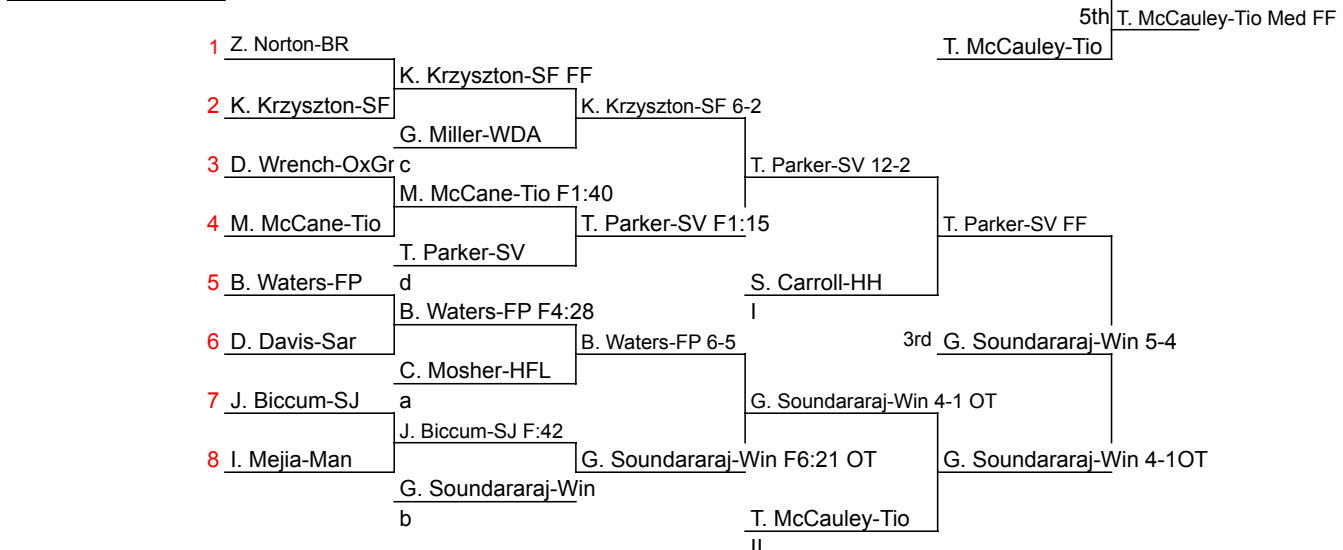 5th T. McCauley-Tio Med FF
1 Z. Norton-BR T. McCauley-Tio
K. Krzyszton-SF FF
2 K. Krzyszton-SF K. Krzyszton-SF 6-2
G. Miller-WDA
3 D. Wrench-OxGr c T. Parker-SV 12-2
M. McCane-Tio F1:40
4 M. McCane-Tio T. Parker-SV F1:15 T. Parker-SV FF
T. Parker-SV
5 B. Waters-FP d S. Carroll-HH
B. Waters-FP F4:28 I
6 D. Davis-Sar B. Waters-FP 6-5 3rd G. Soundararaj-Win 5-4
C. Mosher-HFL
7 J. Biccum-SJ a G. Soundararaj-Win 4-1 OT
J. Biccum-SJ F:42
8 I. Mejia-Man G. Soundararaj-Win F6:21 OT G. Soundararaj-Win 4-1OT
G. Soundararaj-Win
b T. McCauley-Tio
II